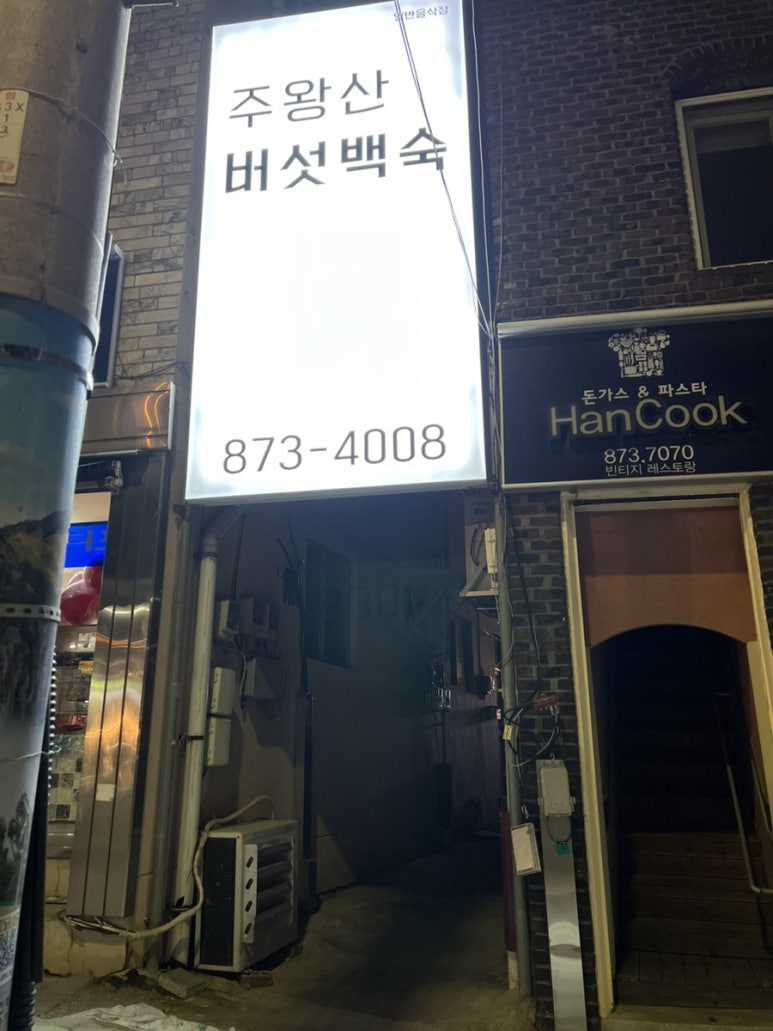 일반음식점
주왕산
버섯백숙
873-4008
돈가스 & 파스타
HanCook
873.7070
빈티지 레스토랑